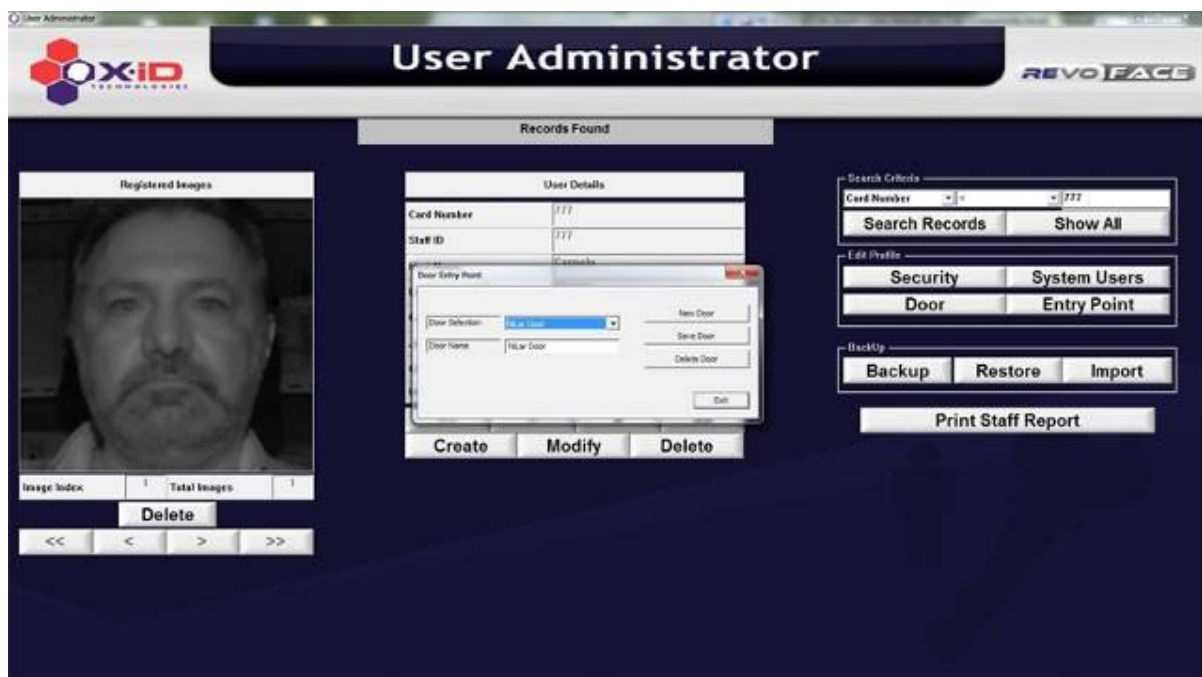 User Administrator
OX·iD
TECHNOLOGIES
User Administrator
REVO FACE
Records Found
Registered Images
Image Index 1 Total Images 1
Delete
<< < > >>
User Details
Card Number 777
Staff ID 777
Door Entry Point
Door Selection
Door Name
New Door
Save Door
Delete Door
Exit
Create Modify Delete
Search Criteria
Card Number = 777
Search Records Show All
Edit Profile
Security System Users
Door Entry Point
BackUp
Backup Restore Import
Print Staff Report